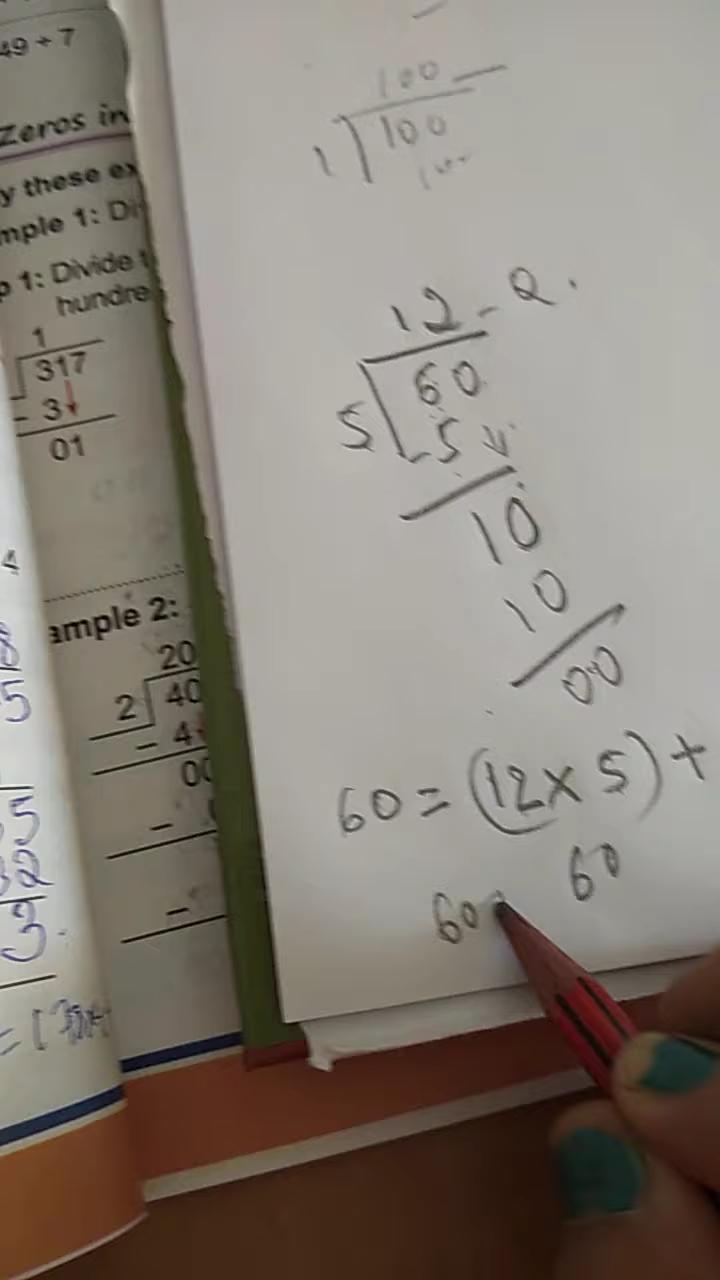 49 ÷ 7
Zeros in
y these ex
mple 1: Di
p 1: Divide t
hundre
1
317
- 3
01
ample 2:
20
2 40
- 4
00
-
-
100
1 100
100
12 - Q.
5 60
5
10
10
00
60 = (12 × 5) +
60 60